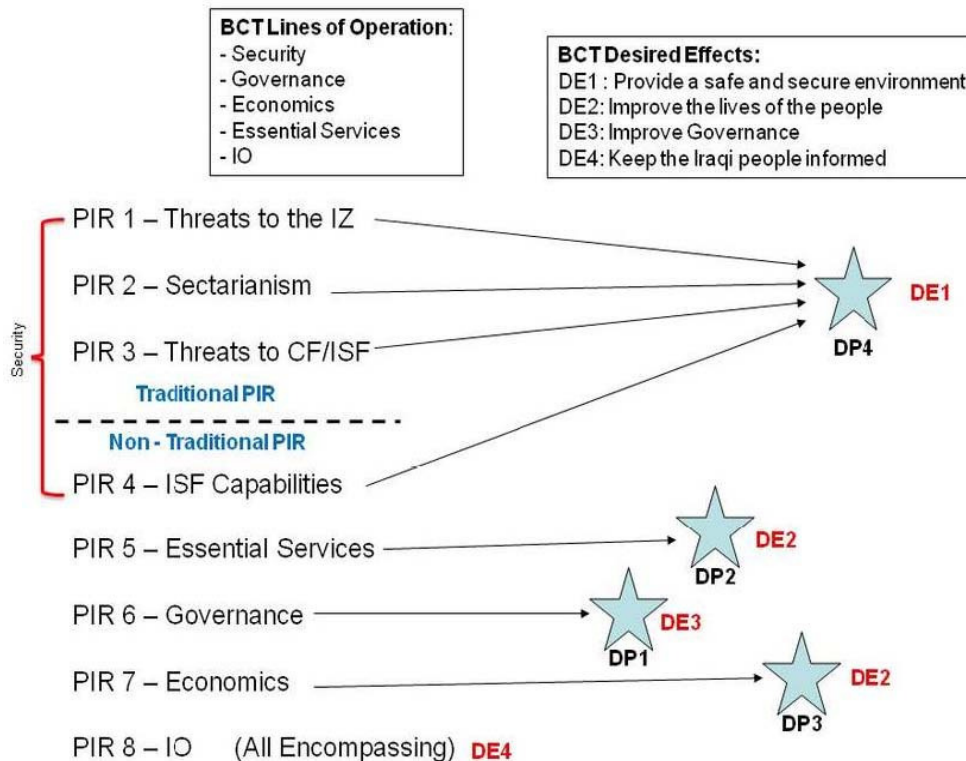 BCT Lines of Operation:
- Security
- Governance
- Economics
- Essential Services
- IO
BCT Desired Effects:
DE1 : Provide a safe and secure environment
DE2: Improve the lives of the people
DE3: Improve Governance
DE4: Keep the Iraqi people informed
Security
PIR 1 – Threats to the IZ
PIR 2 – Sectarianism
DE1
PIR 3 – Threats to CF/ISF
DP4
Traditional PIR
Non - Traditional PIR
PIR 4 – ISF Capabilities
PIR 5 – Essential Services
DE2
DP2
PIR 6 – Governance
DE3
DP1
PIR 7 – Economics
DE2
DP3
PIR 8 – IO (All Encompassing) DE4